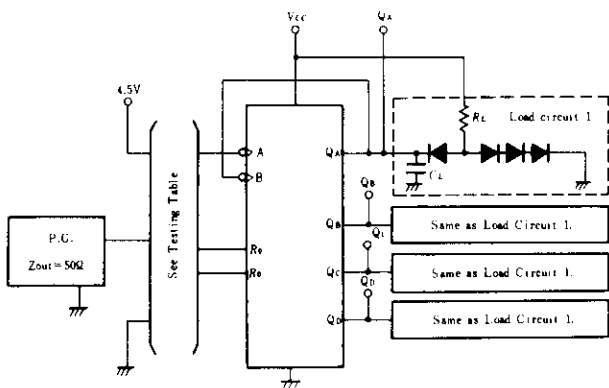 Vcc
QA
4.5V
RL
Load circuit 1.
See Testing Table
A
QA
B
CL
QB
P.G.
Zout=50Ω
QB
Same as Load Circuit 1.
R0
QC
R0
QC
Same as Load Circuit 1.
QD
QD
Same as Load Circuit 1.